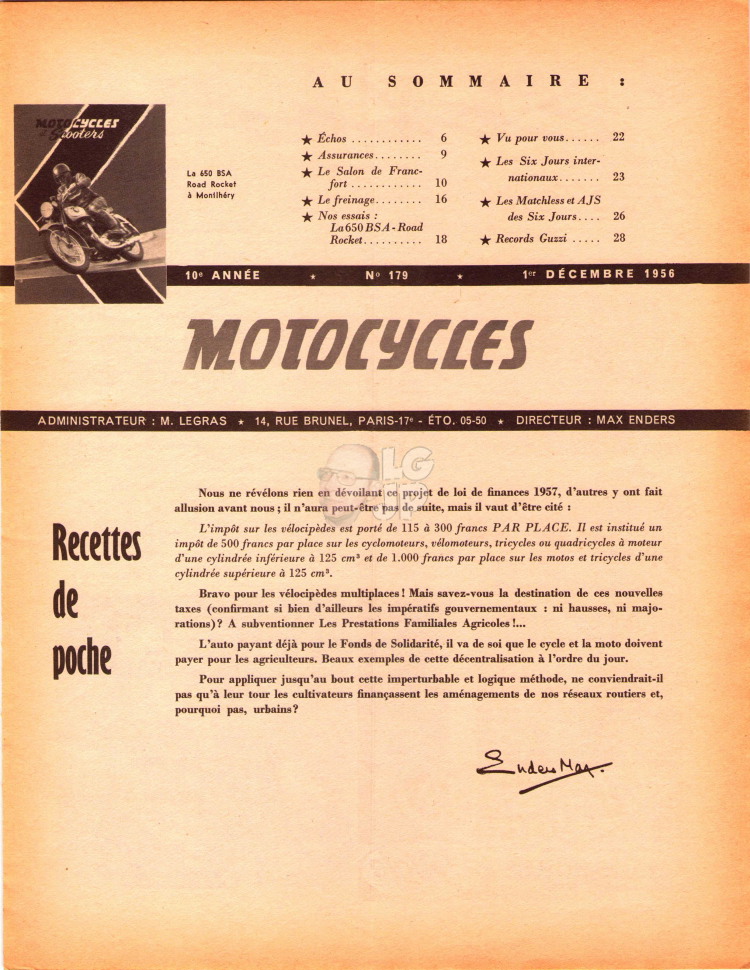 AU SOMMAIRE :
MOTOCYCLES
et Scooters
La 650 BSA
Road Rocket
à Montlhéry
★ Échos ............ 6
★ Assurances........ 9
★ Le Salon de Franc-
fort ............ 10
★ Le freinage........ 16
★ Nos essais :
La 650 BSA - Road
Rocket.......... 18
★ Vu pour vous...... 22
★ Les Six Jours inter-
nationaux....... 23
★ Les Matchless et AJS
des Six Jours.... 26
★ Records Guzzi ..... 28
10e ANNÉE ★ No 179 ★ 1er DÉCEMBRE 1956
MOTOCYCLES
ADMINISTRATEUR : M. LEGRAS ★ 14, RUE BRUNEL, PARIS-17e - ÉTO. 05-50 ★ DIRECTEUR : MAX ENDERS
LG
UP
Recettes
de
poche
Nous ne révélons rien en dévoilant ce projet de loi de finances 1957, d'autres y ont fait
allusion avant nous ; il n'aura peut-être pas de suite, mais il vaut d'être cité :
L'impôt sur les vélocipèdes est porté de 115 à 300 francs PAR PLACE. Il est institué un
impôt de 500 francs par place sur les cyclomoteurs, vélomoteurs, tricycles ou quadricycles à moteur
d'une cylindrée inférieure à 125 cm³ et de 1.000 francs par place sur les motos et tricycles d'une
cylindrée supérieure à 125 cm³.
Bravo pour les vélocipèdes multiplaces ! Mais savez-vous la destination de ces nouvelles
taxes (confirmant si bien d'ailleurs les impératifs gouvernementaux : ni hausses, ni majo-
rations) ? A subventionner Les Prestations Familiales Agricoles !...
L'auto payant déjà pour le Fonds de Solidarité, il va de soi que le cycle et la moto doivent
payer pour les agriculteurs. Beaux exemples de cette décentralisation à l'ordre du jour.
Pour appliquer jusqu'au bout cette imperturbable et logique méthode, ne conviendrait-il
pas qu'à leur tour les cultivateurs finançassent les aménagements de nos réseaux routiers et,
pourquoi pas, urbains ?
Enders Max.